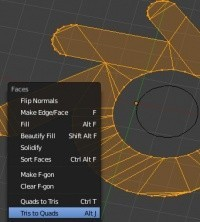 Faces
Flip Normals
Make Edge/Face F
Fill Alt F
Beautify Fill Shift Alt F
Solidify
Sort Faces Ctrl Alt F
Make F-gon
Clear F-gon
Quads to Tris Ctrl T
Tris to Quads Alt J